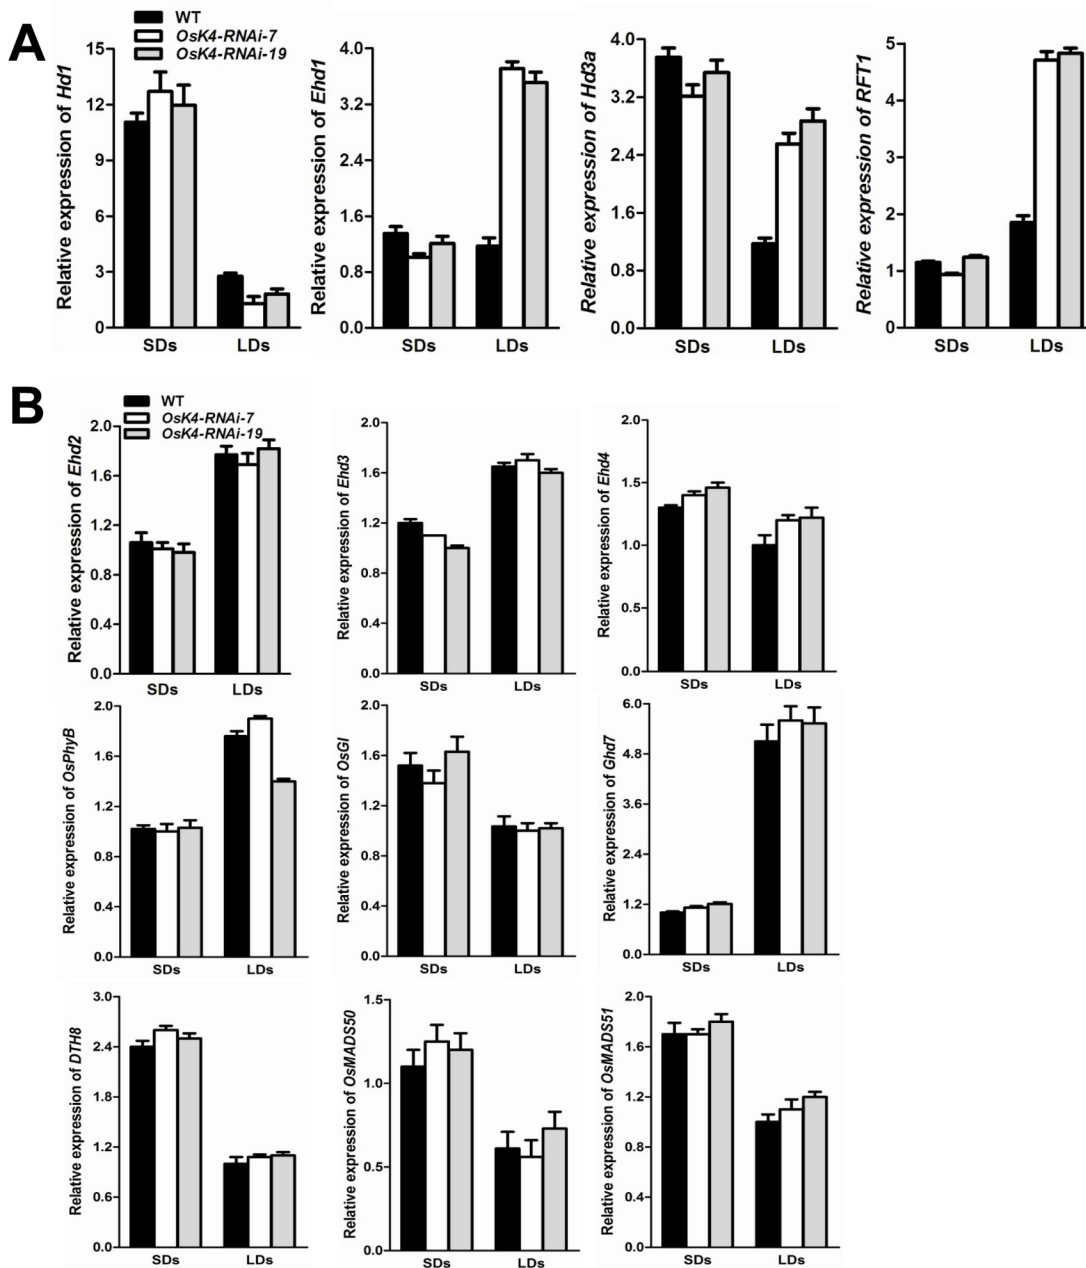 A
WT
OsK4-RNAi-7
OsK4-RNAi-19
Relative expression of Hd1
15
12
9
6
3
0
SDs LDs
Relative expression of Ehd1
4.0
3.2
2.4
1.6
0.8
0.0
SDs LDs
Relative expression of Hd3a
4.0
3.2
2.4
1.6
0.8
0.0
SDs LDs
Relative expression of RFT1
5
4
3
2
1
0
SDs LDs
B
WT
OsK4-RNAi-7
OsK4-RNAi-19
Relative expression of Ehd2
2.0
1.6
1.2
0.8
0.4
0.0
SDs LDs
Relative expression of Ehd3
2.0
1.6
1.2
0.8
0.4
0.0
SDs LDs
Relative expression of Ehd4
2.0
1.5
1.0
0.5
0.0
SDs LDs
Relative expression of OsPhyB
2.0
1.6
1.2
0.8
0.4
0.0
SDs LDs
Relative expression of OsGI
2.0
1.6
1.2
0.8
0.4
0.0
SDs LDs
Relative expression of Ghd7
6.0
4.8
3.6
2.4
1.2
0.0
SDs LDs
Relative expression of DTH8
3.0
2.4
1.8
1.2
0.6
0.0
SDs LDs
Relative expression of OsMADS50
1.5
1.0
0.5
0.0
SDs LDs
Relative expression of OsMADS51
2.0
1.6
1.2
0.8
0.4
0.0
SDs LDs